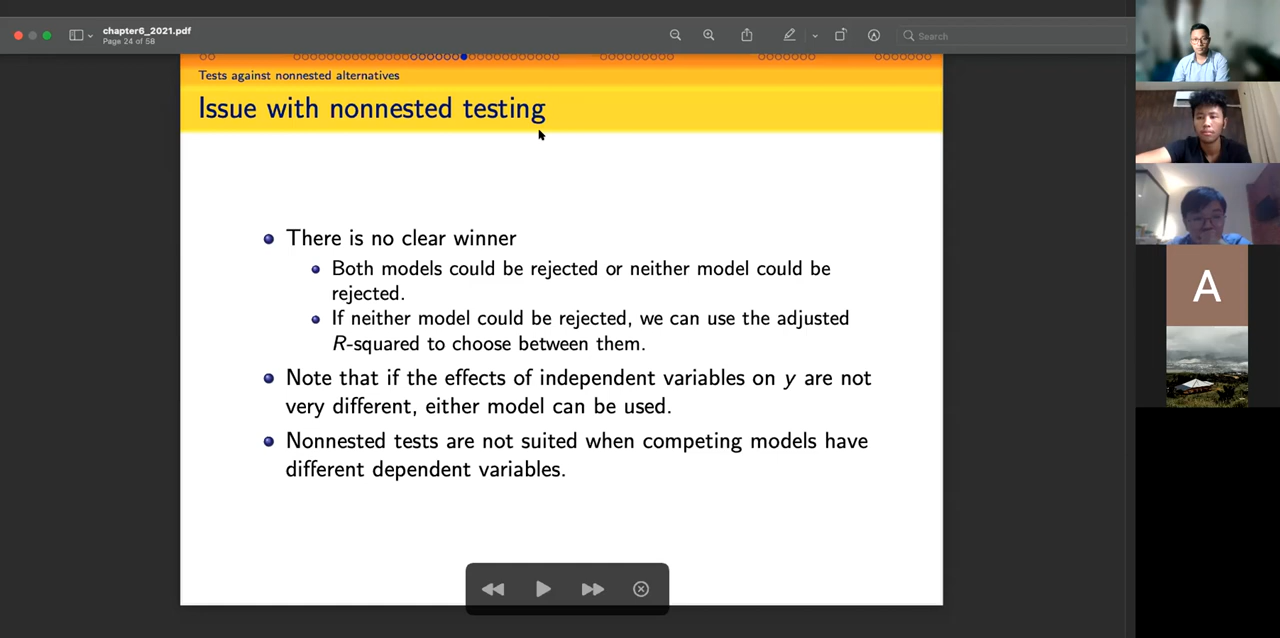 chapter6_2021.pdf
Page 24 of 58
Search
Tests against nonnested alternatives
Issue with nonnested testing
There is no clear winner
Both models could be rejected or neither model could be
rejected.
If neither model could be rejected, we can use the adjusted
R-squared to choose between them.
Note that if the effects of independent variables on y are not
very different, either model can be used.
Nonnested tests are not suited when competing models have
different dependent variables.
A